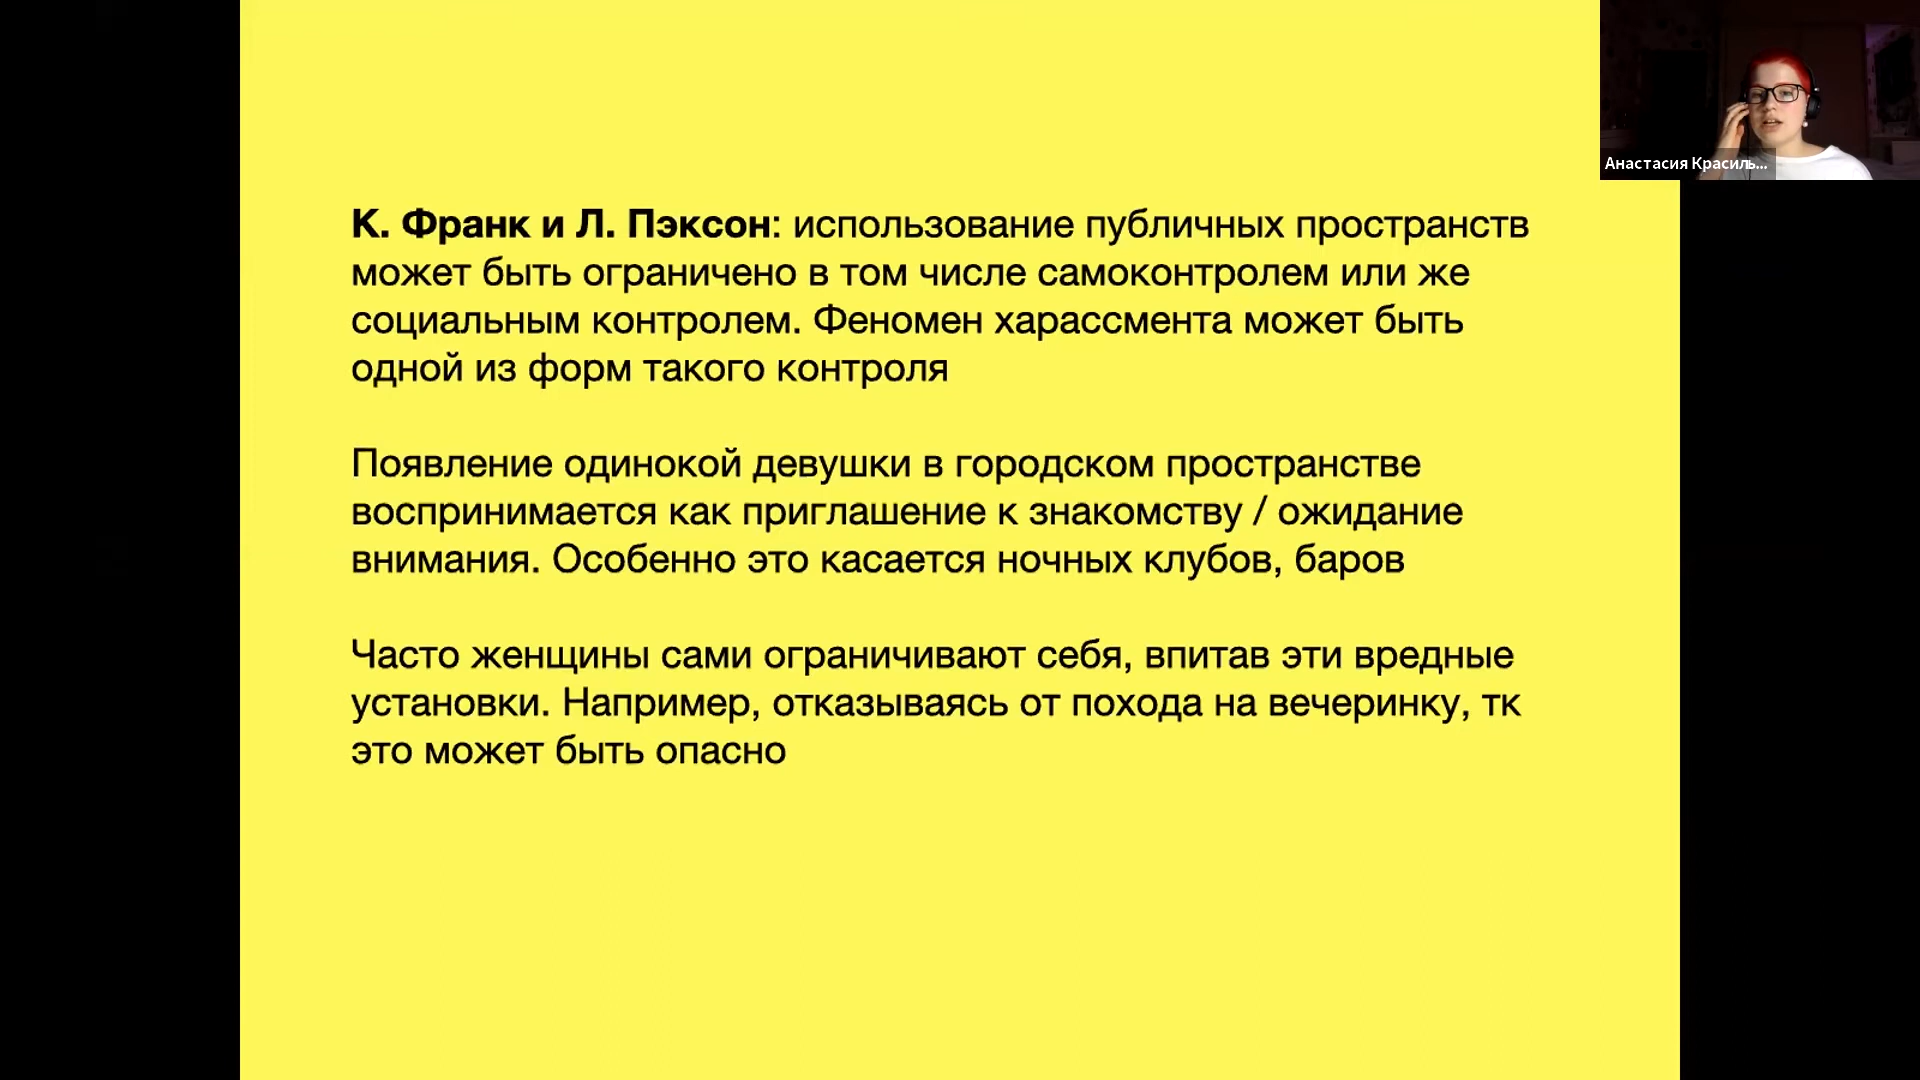 К. Франк и Л. Пэксон: использование публичных пространств
может быть ограничено в том числе самоконтролем или же
социальным контролем. Феномен харассмента может быть
одной из форм такого контроля
Появление одинокой девушки в городском пространстве
воспринимается как приглашение к знакомству / ожидание
внимания. Особенно это касается ночных клубов, баров
Часто женщины сами ограничивают себя, впитав эти вредные
установки. Например, отказываясь от похода на вечеринку, тк
это может быть опасно
Анастасия Красиль...